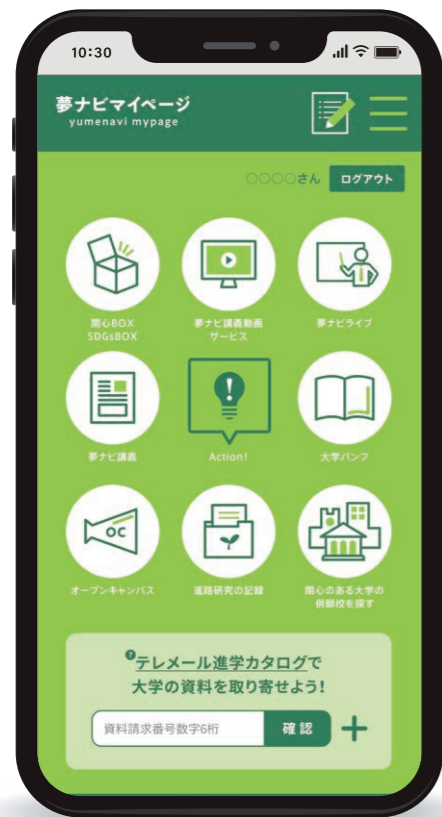 10:30
夢ナビマイページ
yumenavi mypage
○○○○さん
ログアウト
関心BOX
SDGsBOX
夢ナビ講義動画
サービス
夢ナビライブ
夢ナビ講義
Action!
大学パンフ
OC
オープンキャンパス
進路研究の記録
関心のある大学の
併願校を探す
?テレメール進学カタログで
大学の資料を取り寄せよう!
資料請求番号数字6桁
確認